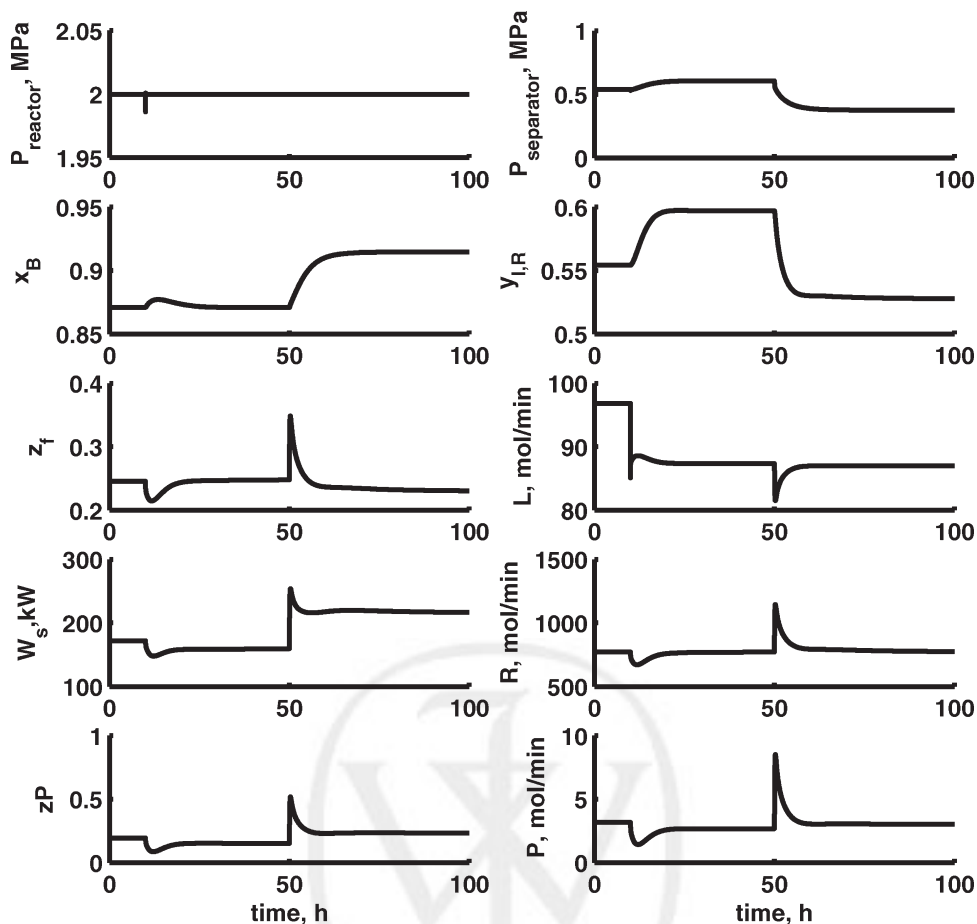 P_reactor, MPa
2.05
2
1.95
0 50 100
P_separator, MPa
1
0.5
0
0 50 100
x_B
0.95
0.9
0.85
0 50 100
y_I,R
0.6
0.55
0.5
0 50 100
z_f
0.4
0.3
0.2
0 50 100
L, mol/min
100
90
80
0 50 100
W_s,kW
300
200
100
0 50 100
R, mol/min
1500
1000
500
0 50 100
zP
1
0.5
0
0 50 100
time, h
P, mol/min
10
5
0
0 50 100
time, h